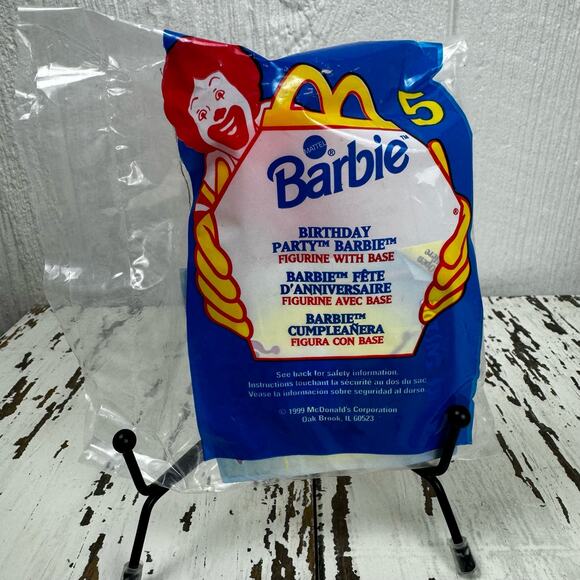 5
MATTEL
Barbie™
®
BIRTHDAY
PARTY™ BARBIE™
FIGURINE WITH BASE
BARBIE™ FÊTE
D'ANNIVERSAIRE
FIGURINE AVEC BASE
BARBIE™
CUMPLEAÑERA
FIGURA CON BASE
See back for safety information.
Instructions touchant la sécurité au dos du sac.
Vease la información sobre seguridad al dorso.
© 1999 McDonald's Corporation
Oak Brook, IL 60523